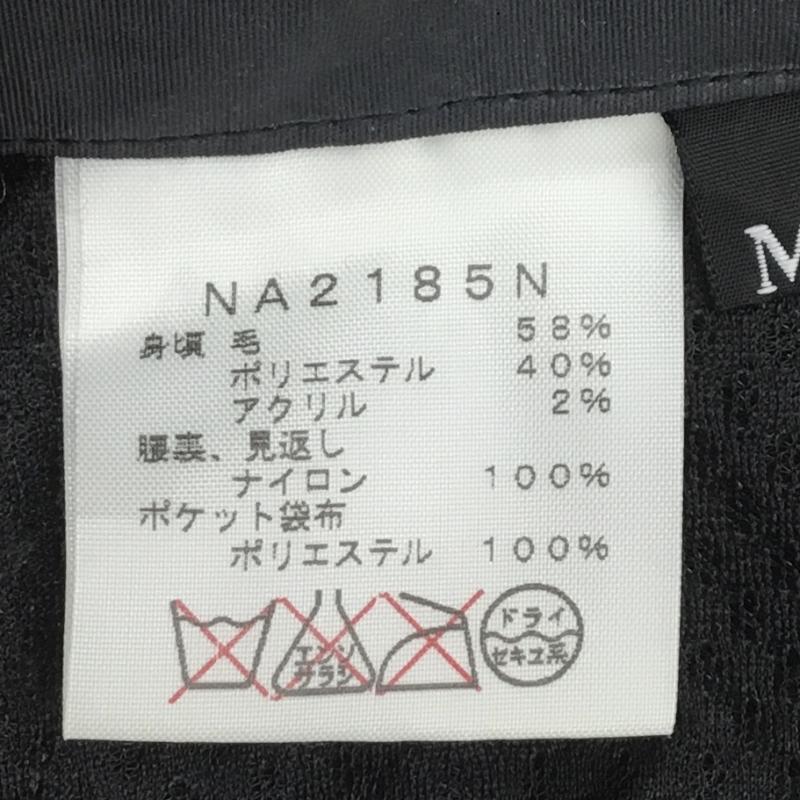 NA2185N
身頃 毛 58%
ポリエステル 40%
アクリル 2%
腰裏、見返し
ナイロン 100%
ポケット袋布
ポリエステル 100%
エンソ
サラシ
ドライ
セキユ系
M